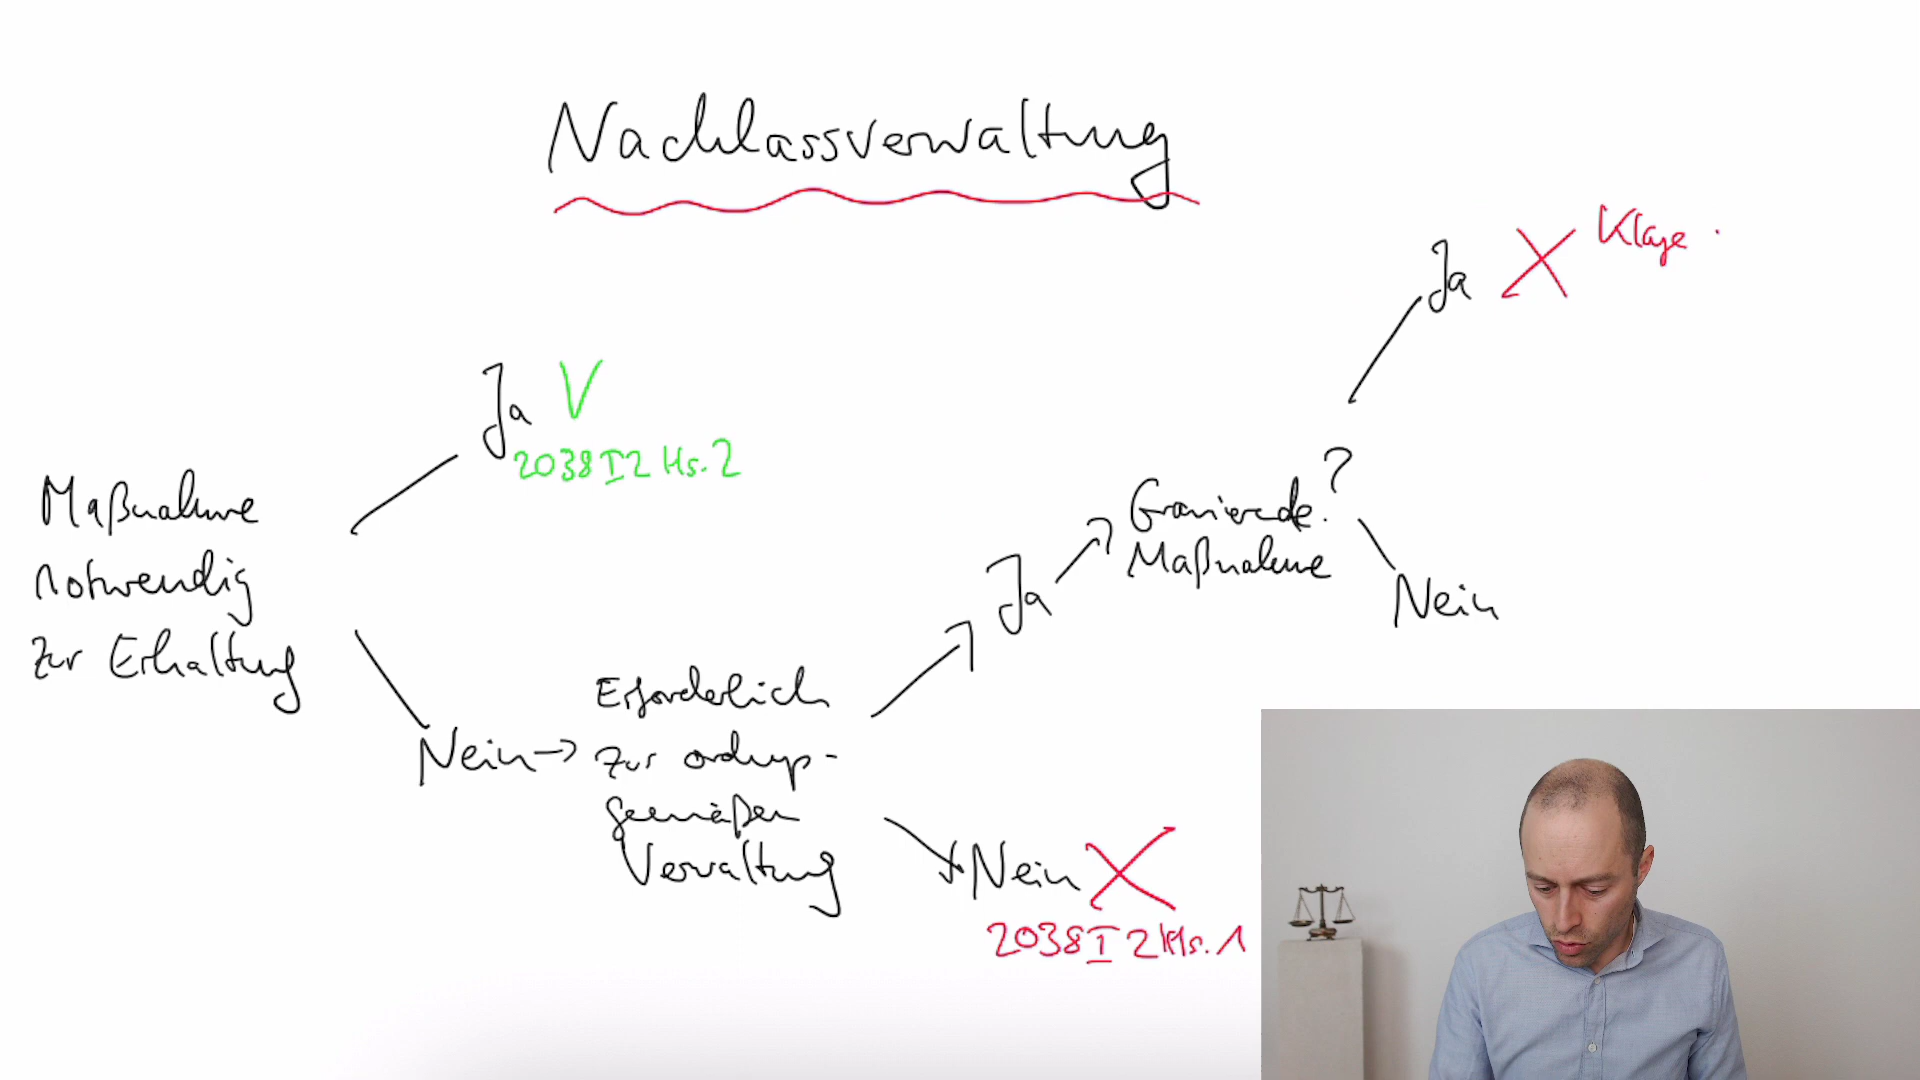 Nachlassverwaltung
Ja X Klage.
Ja V
2038 I 2 Hs. 2
Maßnahme
notwendig
zur Erhaltung
Gravierende?
Maßnahme
Ja
Nein
Nein → Erforderlich
zur ordnungs-
gemäßen
Verwaltung
Nein X
2038 I 2 Hs. 1